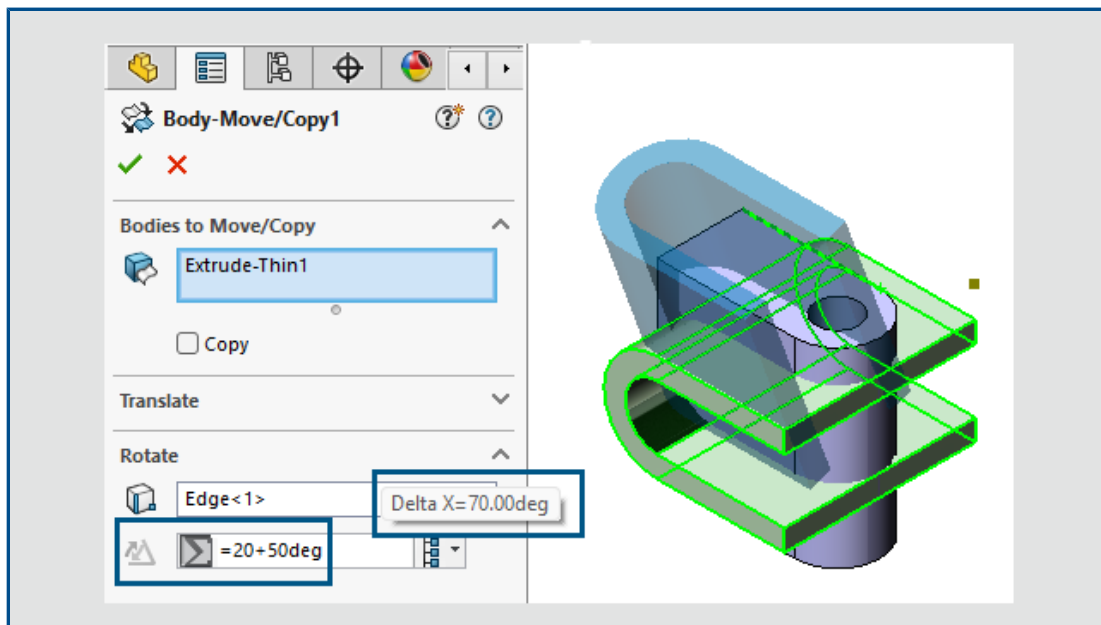 Body-Move/Copy1
Bodies to Move/Copy
Extrude-Thin1
Copy
Translate
Rotate
Edge<1>
Delta X=70.00deg
=20+50deg